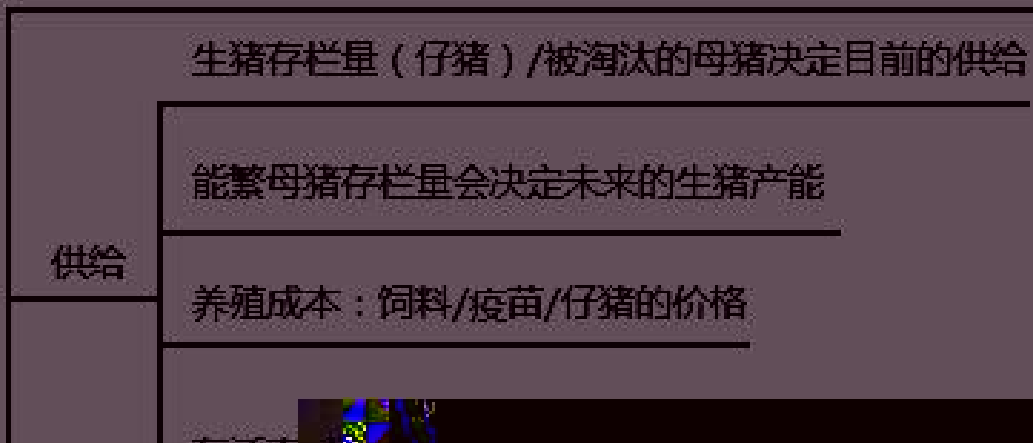 生猪存栏量（仔猪）/被淘汰的母猪决定目前的供给
能繁母猪存栏量会决定未来的生猪产能
供给
养殖成本：饲料/疫苗/仔猪的价格